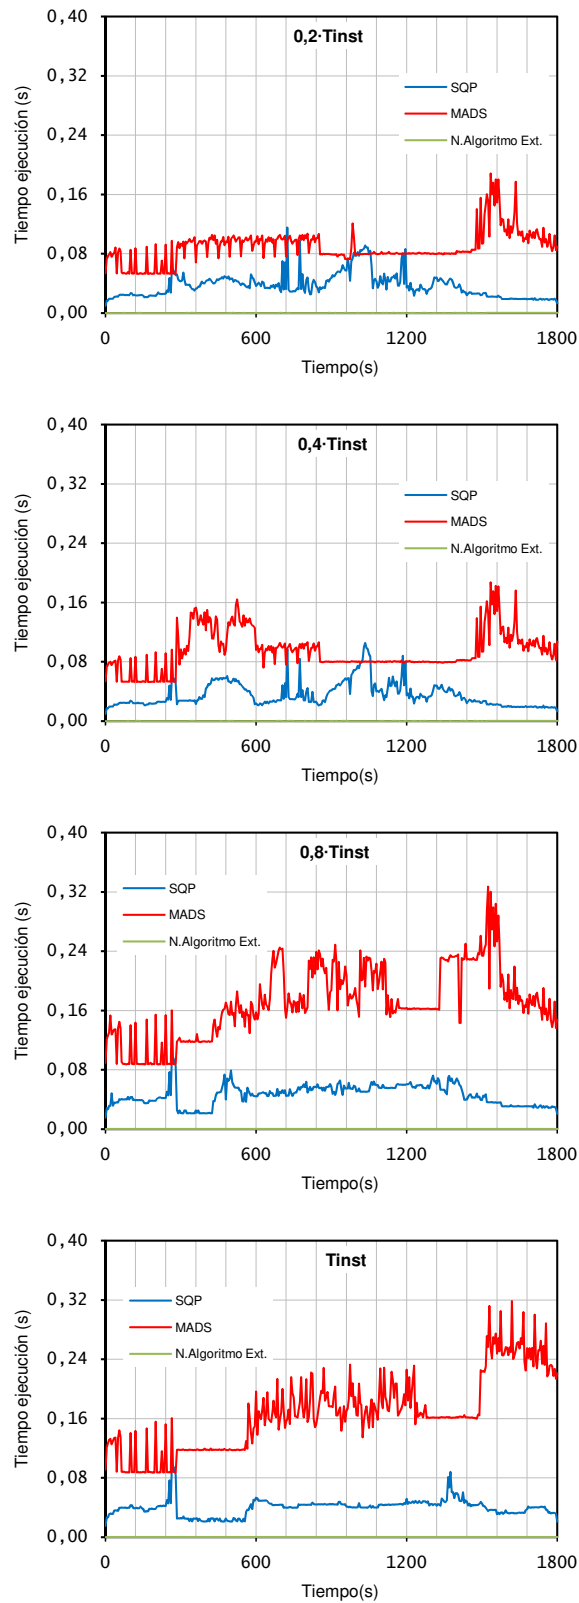 0,2·Tinst
0,40
0,32
0,24
0,16
0,08
0,00
Tiempo ejecución (s)
SQP
MADS
N.Algoritmo Ext.
0 600 1200 1800
Tiempo(s)
0,4·Tinst
0,40
0,32
0,24
0,16
0,08
0,00
Tiempo ejecución (s)
SQP
MADS
N.Algoritmo Ext.
0 600 1200 1800
Tiempo(s)
0,8·Tinst
0,40
0,32
0,24
0,16
0,08
0,00
Tiempo ejecución (s)
SQP
MADS
N.Algoritmo Ext.
0 600 1200 1800
Tiempo(s)
Tinst
0,40
0,32
0,24
0,16
0,08
0,00
Tiempo ejecución (s)
SQP
MADS
N.Algoritmo Ext.
0 600 1200 1800
Tiempo(s)